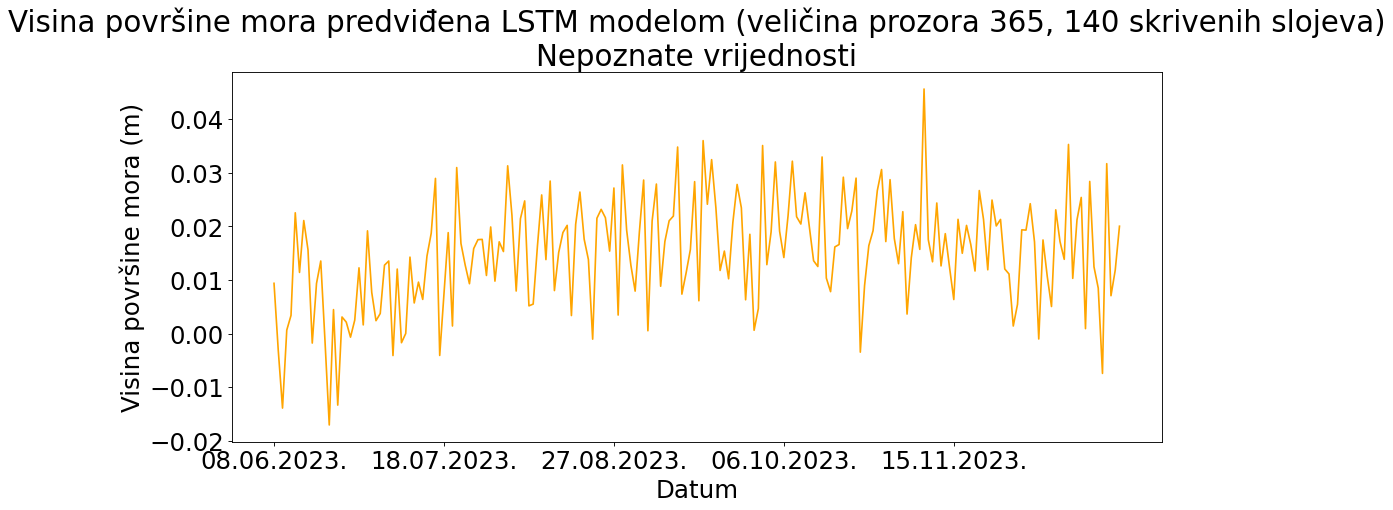 Visina površine mora predviđena LSTM modelom (veličina prozora 365, 140 skrivenih slojeva)
Nepoznate vrijednosti
Visina površine mora (m)
0.04
0.03
0.02
0.01
0.00
−0.01
−0.02
08.06.2023. 18.07.2023. 27.08.2023. 06.10.2023. 15.11.2023.
Datum